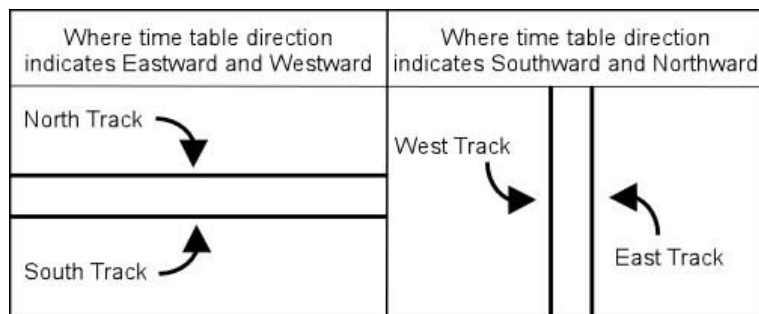 Where time table direction
indicates Eastward and Westward
Where time table direction
indicates Southward and Northward
North Track
South Track
West Track
East Track